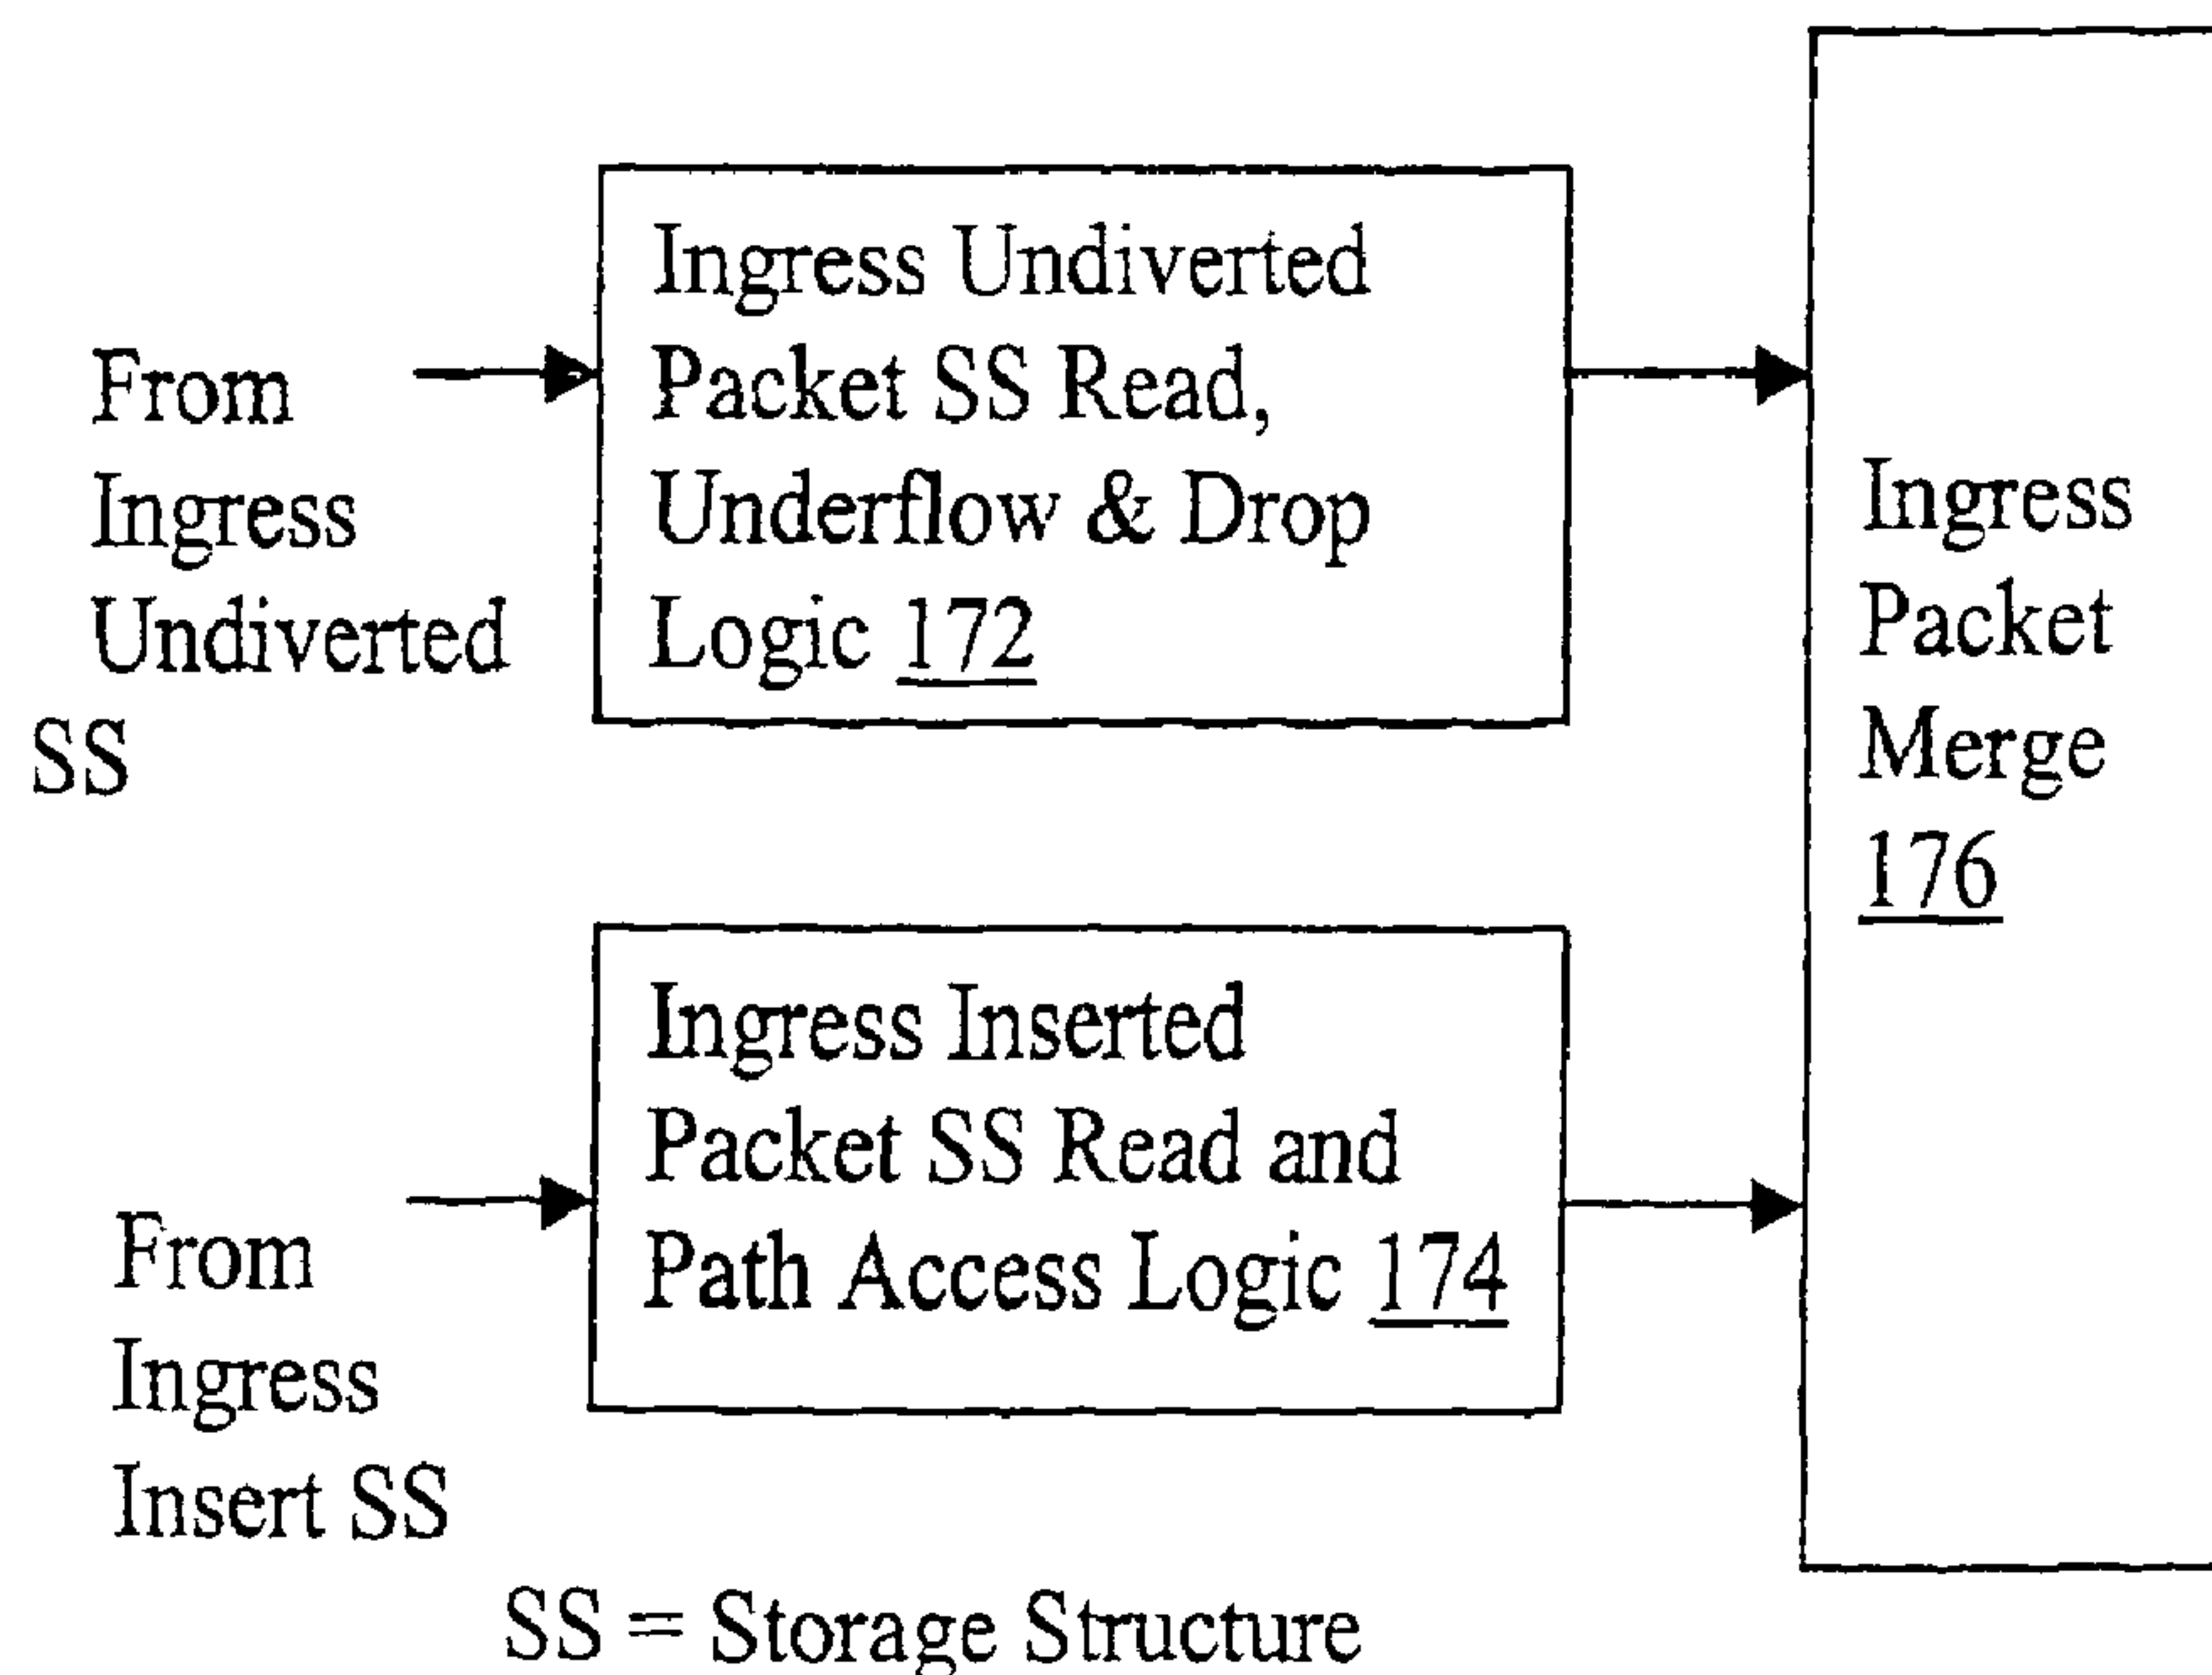 From
Ingress
Undiverted
SS
Ingress Undiverted
Packet SS Read,
Underflow & Drop
Logic 172
Ingress
Packet
Merge
176
From
Ingress
Insert SS
Ingress Inserted
Packet SS Read and
Path Access Logic 174
SS = Storage Structure